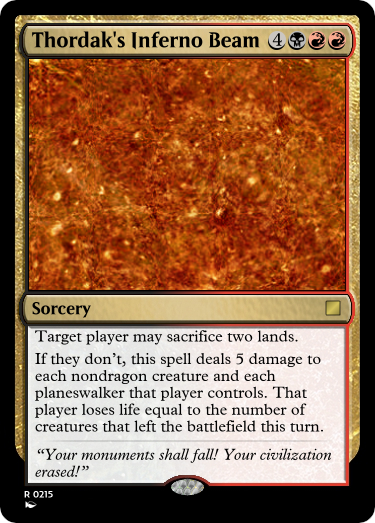 Thordak's Inferno Beam 4
Sorcery
Target player may sacrifice two lands.
If they don't, this spell deals 5 damage to
each nondragon creature and each
planeswalker that player controls. That
player loses life equal to the number of
creatures that left the battlefield this turn.
“Your monuments shall fall! Your civilization
erased!”
R 0215